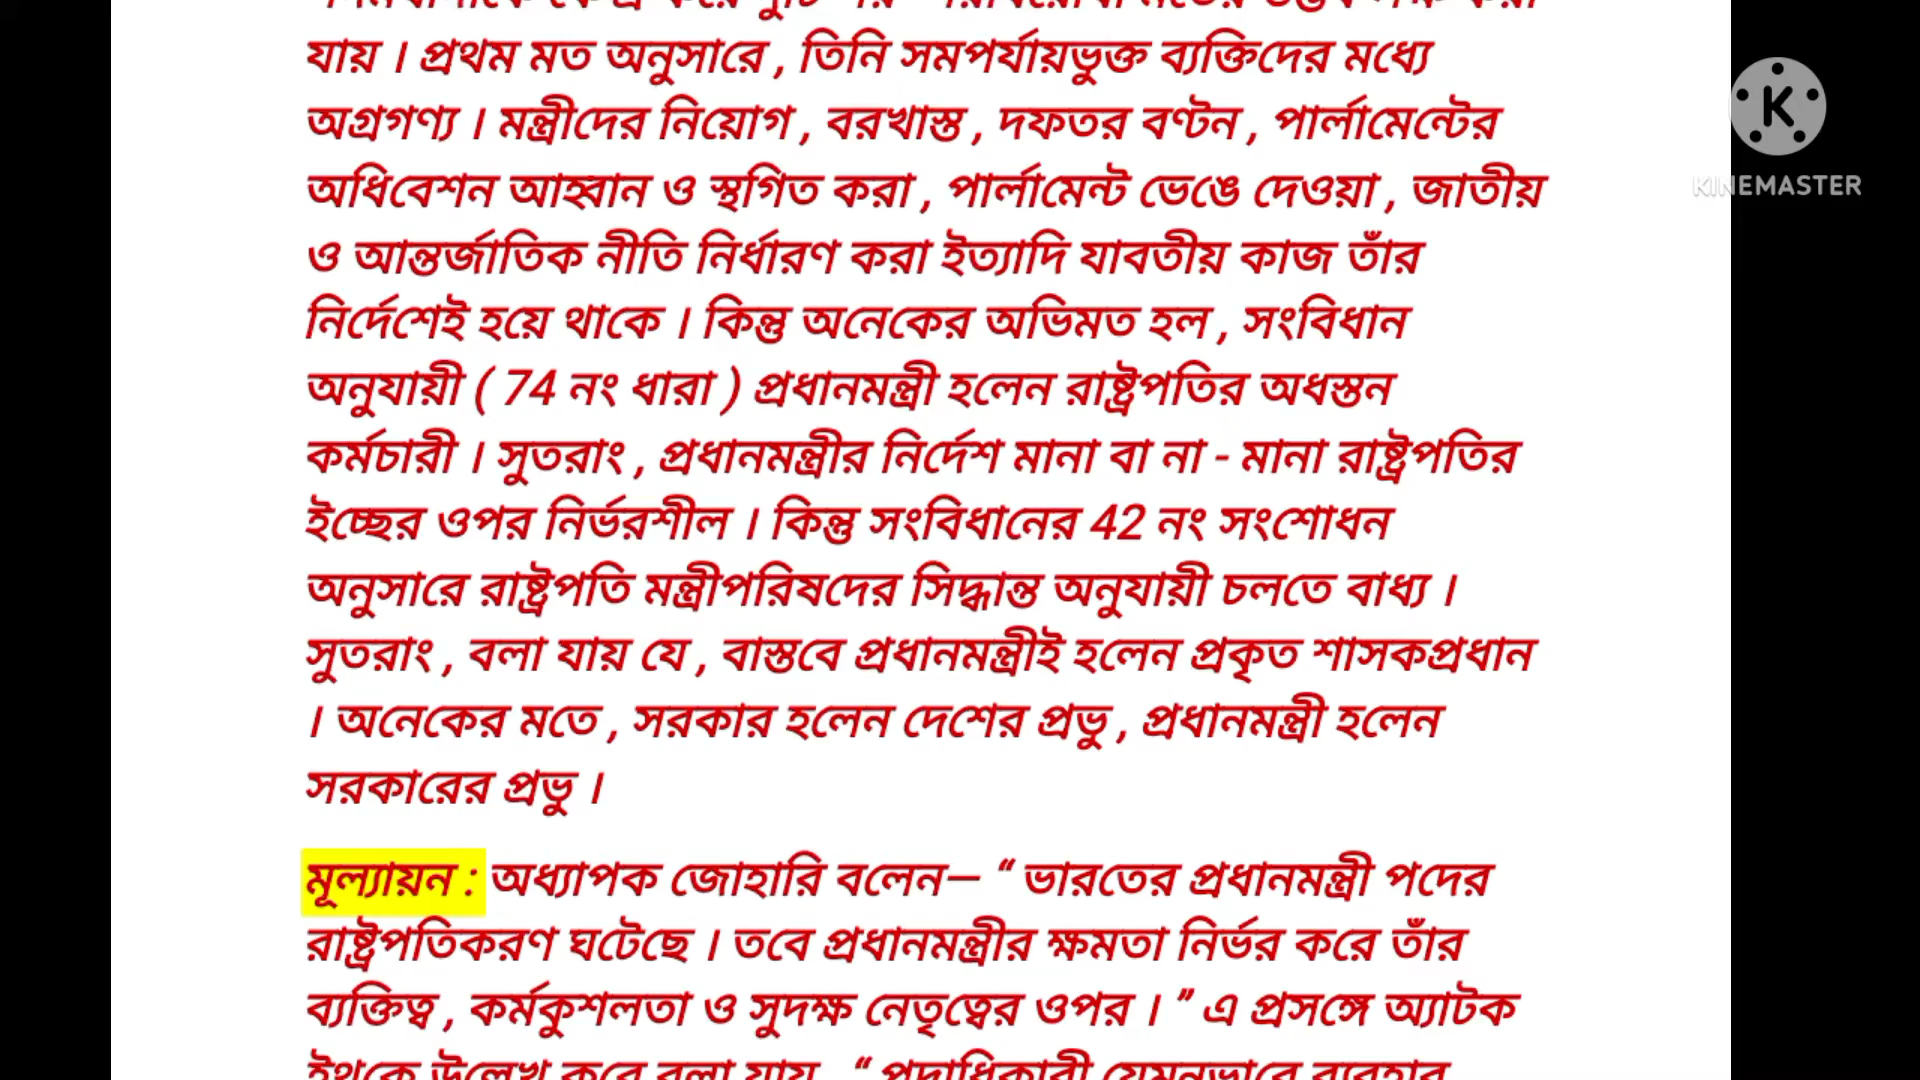 যায় । প্রথম মত অনুসারে , তিনি সমপর্যায়ভুক্ত ব্যক্তিদের মধ্যে
অগ্রগণ্য । মন্ত্রীদের নিয়োগ , বরখাস্ত , দফতর বণ্টন , পার্লামেন্টের
অধিবেশন আহ্বান ও স্থগিত করা , পার্লামেন্ট ভেঙে দেওয়া , জাতীয়
ও আন্তর্জাতিক নীতি নির্ধারণ করা ইত্যাদি যাবতীয় কাজ তাঁর
নির্দেশেই হয়ে থাকে । কিন্তু অনেকের অভিমত হল , সংবিধান
অনুযায়ী ( 74 নং ধারা ) প্রধানমন্ত্রী হলেন রাষ্ট্রপতির অধস্তন
কর্মচারী । সুতরাং , প্রধানমন্ত্রীর নির্দেশ মানা বা না - মানা রাষ্ট্রপতির
ইচ্ছের ওপর নির্ভরশীল । কিন্তু সংবিধানের 42 নং সংশোধন
অনুসারে রাষ্ট্রপতি মন্ত্রীপরিষদের সিদ্ধান্ত অনুযায়ী চলতে বাধ্য ।
সুতরাং , বলা যায় যে , বাস্তবে প্রধানমন্ত্রীই হলেন প্রকৃত শাসকপ্রধান
। অনেকের মতে , সরকার হলেন দেশের প্রভু , প্রধানমন্ত্রী হলেন
সরকারের প্রভু ।
মূল্যায়ন : অধ্যাপক জোহারি বলেন— “ ভারতের প্রধানমন্ত্রী পদের
রাষ্ট্রপতিকরণ ঘটেছে । তবে প্রধানমন্ত্রীর ক্ষমতা নির্ভর করে তাঁর
ব্যক্তিত্ব , কর্মকুশলতা ও সুদক্ষ নেতৃত্বের ওপর । ” এ প্রসঙ্গে অ্যাটক
K
KINEMASTER